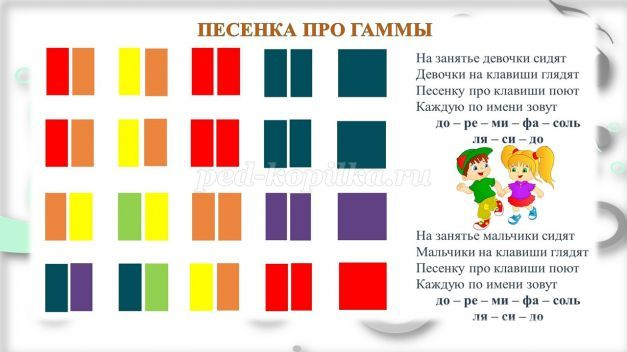 ПЕСЕНКА ПРО ГАММЫ
На занятье девочки сидят
Девочки на клавиши глядят
Песенку про клавиши поют
Каждую по имени зовут
до – ре – ми – фа – соль
ля – си – до
ped-kopilka.ru
На занятье мальчики сидят
Мальчики на клавиши глядят
Песенку про клавиши поют
Каждую по имени зовут
до – ре – ми – фа – соль
ля – си – до